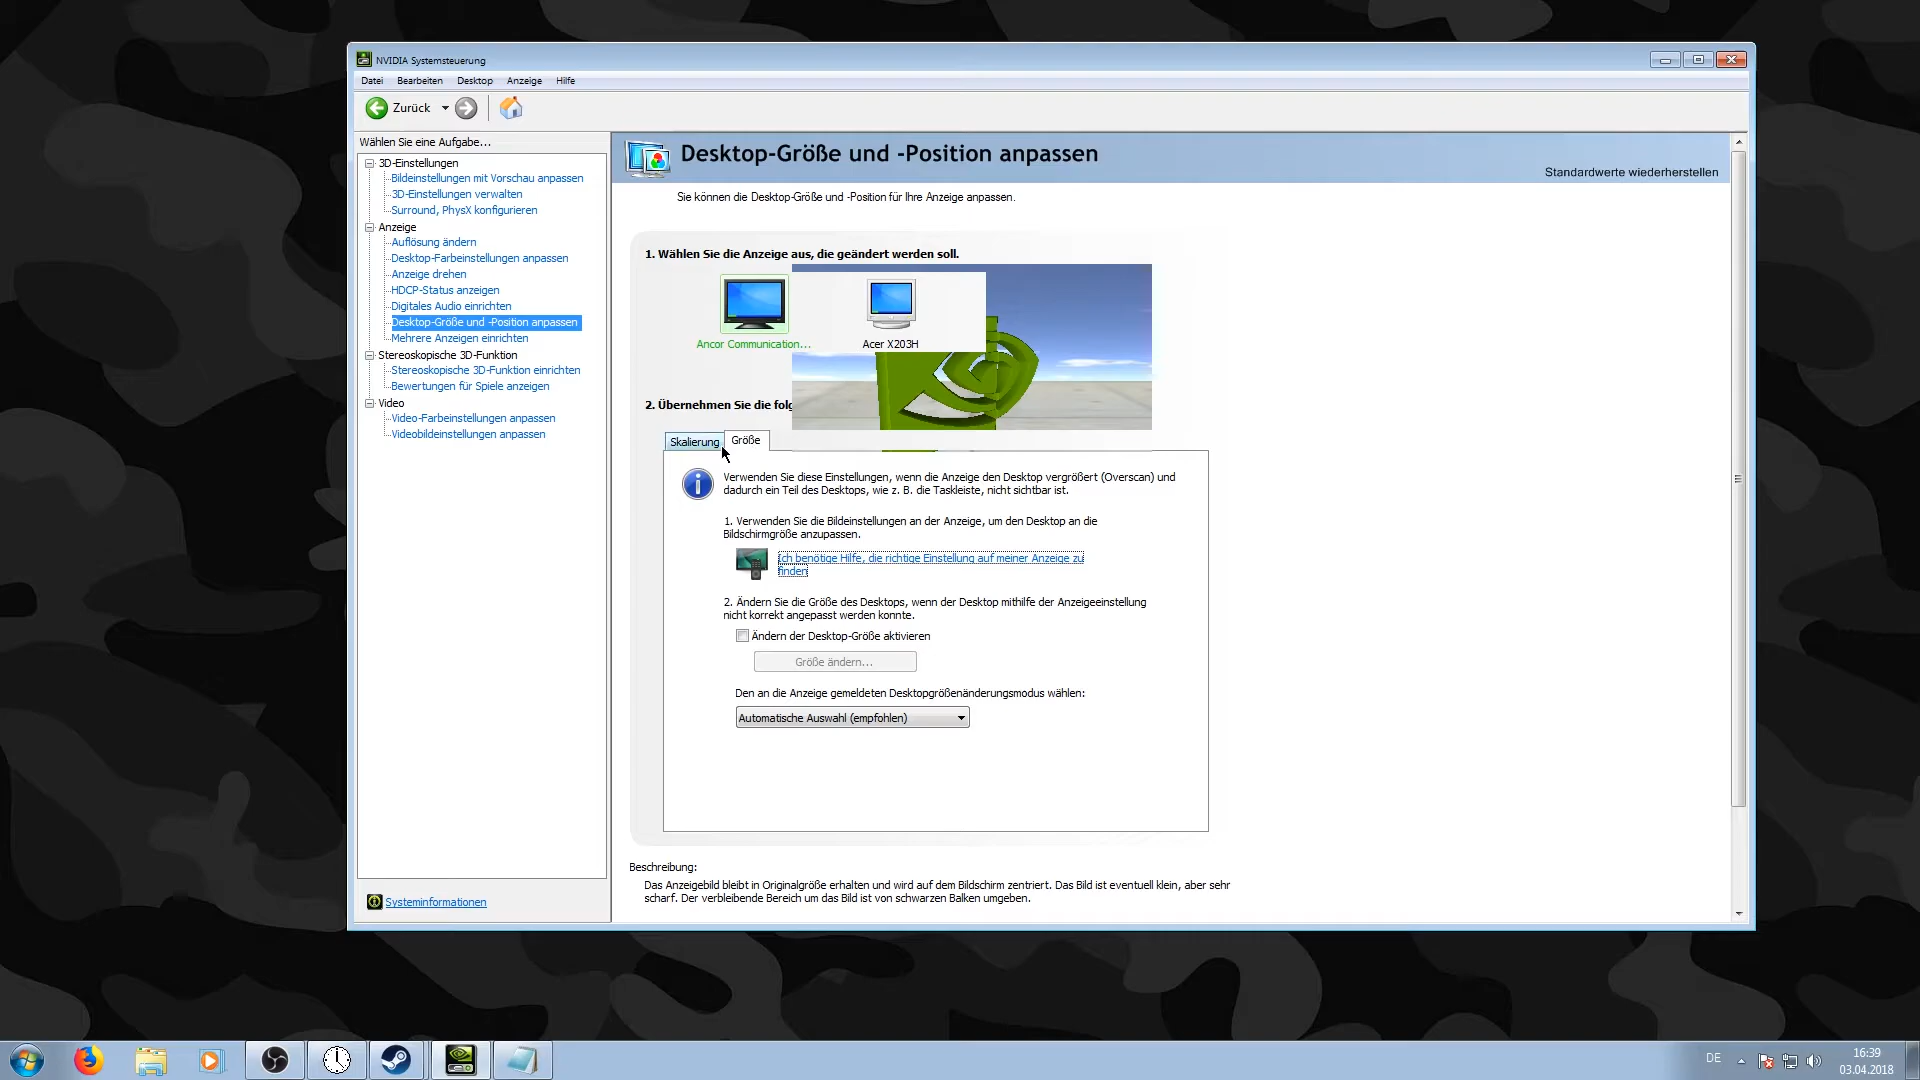 NVIDIA Systemsteuerung
Datei Bearbeiten Desktop Anzeige Hilfe
Zurück
Wählen Sie eine Aufgabe...
3D-Einstellungen
Bildeinstellungen mit Vorschau anpassen
3D-Einstellungen verwalten
Surround, PhysX konfigurieren
Anzeige
Auflösung ändern
Desktop-Farbeinstellungen anpassen
Anzeige drehen
HDCP-Status anzeigen
Digitales Audio einrichten
Desktop-Größe und -Position anpassen
Mehrere Anzeigen einrichten
Stereoskopische 3D-Funktion
Stereoskopische 3D-Funktion einrichten
Bewertungen für Spiele anzeigen
Video
Video-Farbeinstellungen anpassen
Videobildeinstellungen anpassen
Systeminformationen
Desktop-Größe und -Position anpassen
Standardwerte wiederherstellen
Sie können die Desktop-Größe und -Position für Ihre Anzeige anpassen.
1. Wählen Sie die Anzeige aus, die geändert werden soll.
Ancor Communication...
Acer X203H
2. Übernehmen Sie die folg
Skalierung Größe
Verwenden Sie diese Einstellungen, wenn die Anzeige den Desktop vergrößert (Overscan) und
dadurch ein Teil des Desktops, wie z. B. die Taskleiste, nicht sichtbar ist.
1. Verwenden Sie die Bildeinstellungen an der Anzeige, um den Desktop an die
Bildschirmgröße anzupassen.
Ich benötige Hilfe, die richtige Einstellung auf meiner Anzeige zu
finden
2. Ändern Sie die Größe des Desktops, wenn der Desktop mithilfe der Anzeigeeinstellung
nicht korrekt angepasst werden konnte.
Ändern der Desktop-Größe aktivieren
Größe ändern...
Den an die Anzeige gemeldeten Desktopgrößenänderungsmodus wählen:
Automatische Auswahl (empfohlen)
Beschreibung:
Das Anzeigebild bleibt in Originalgröße erhalten und wird auf dem Bildschirm zentriert. Das Bild ist eventuell klein, aber sehr
scharf. Der verbleibende Bereich um das Bild ist von schwarzen Balken umgeben.
DE
16:39
03.04.2018